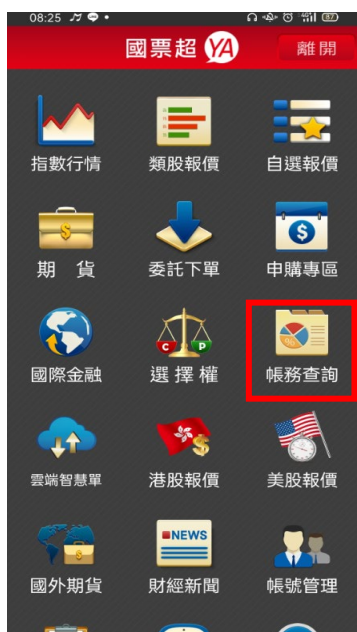 08:25
4G 87
國票超YA
離開
指數行情 類股報價 自選報價
$ $
期 貨 委託下單 申購專區
$ C P
國際金融 選擇權 帳務查詢
$
雲端智慧單 港股報價 美股報價
NEWS
國外期貨 財經新聞 帳號管理